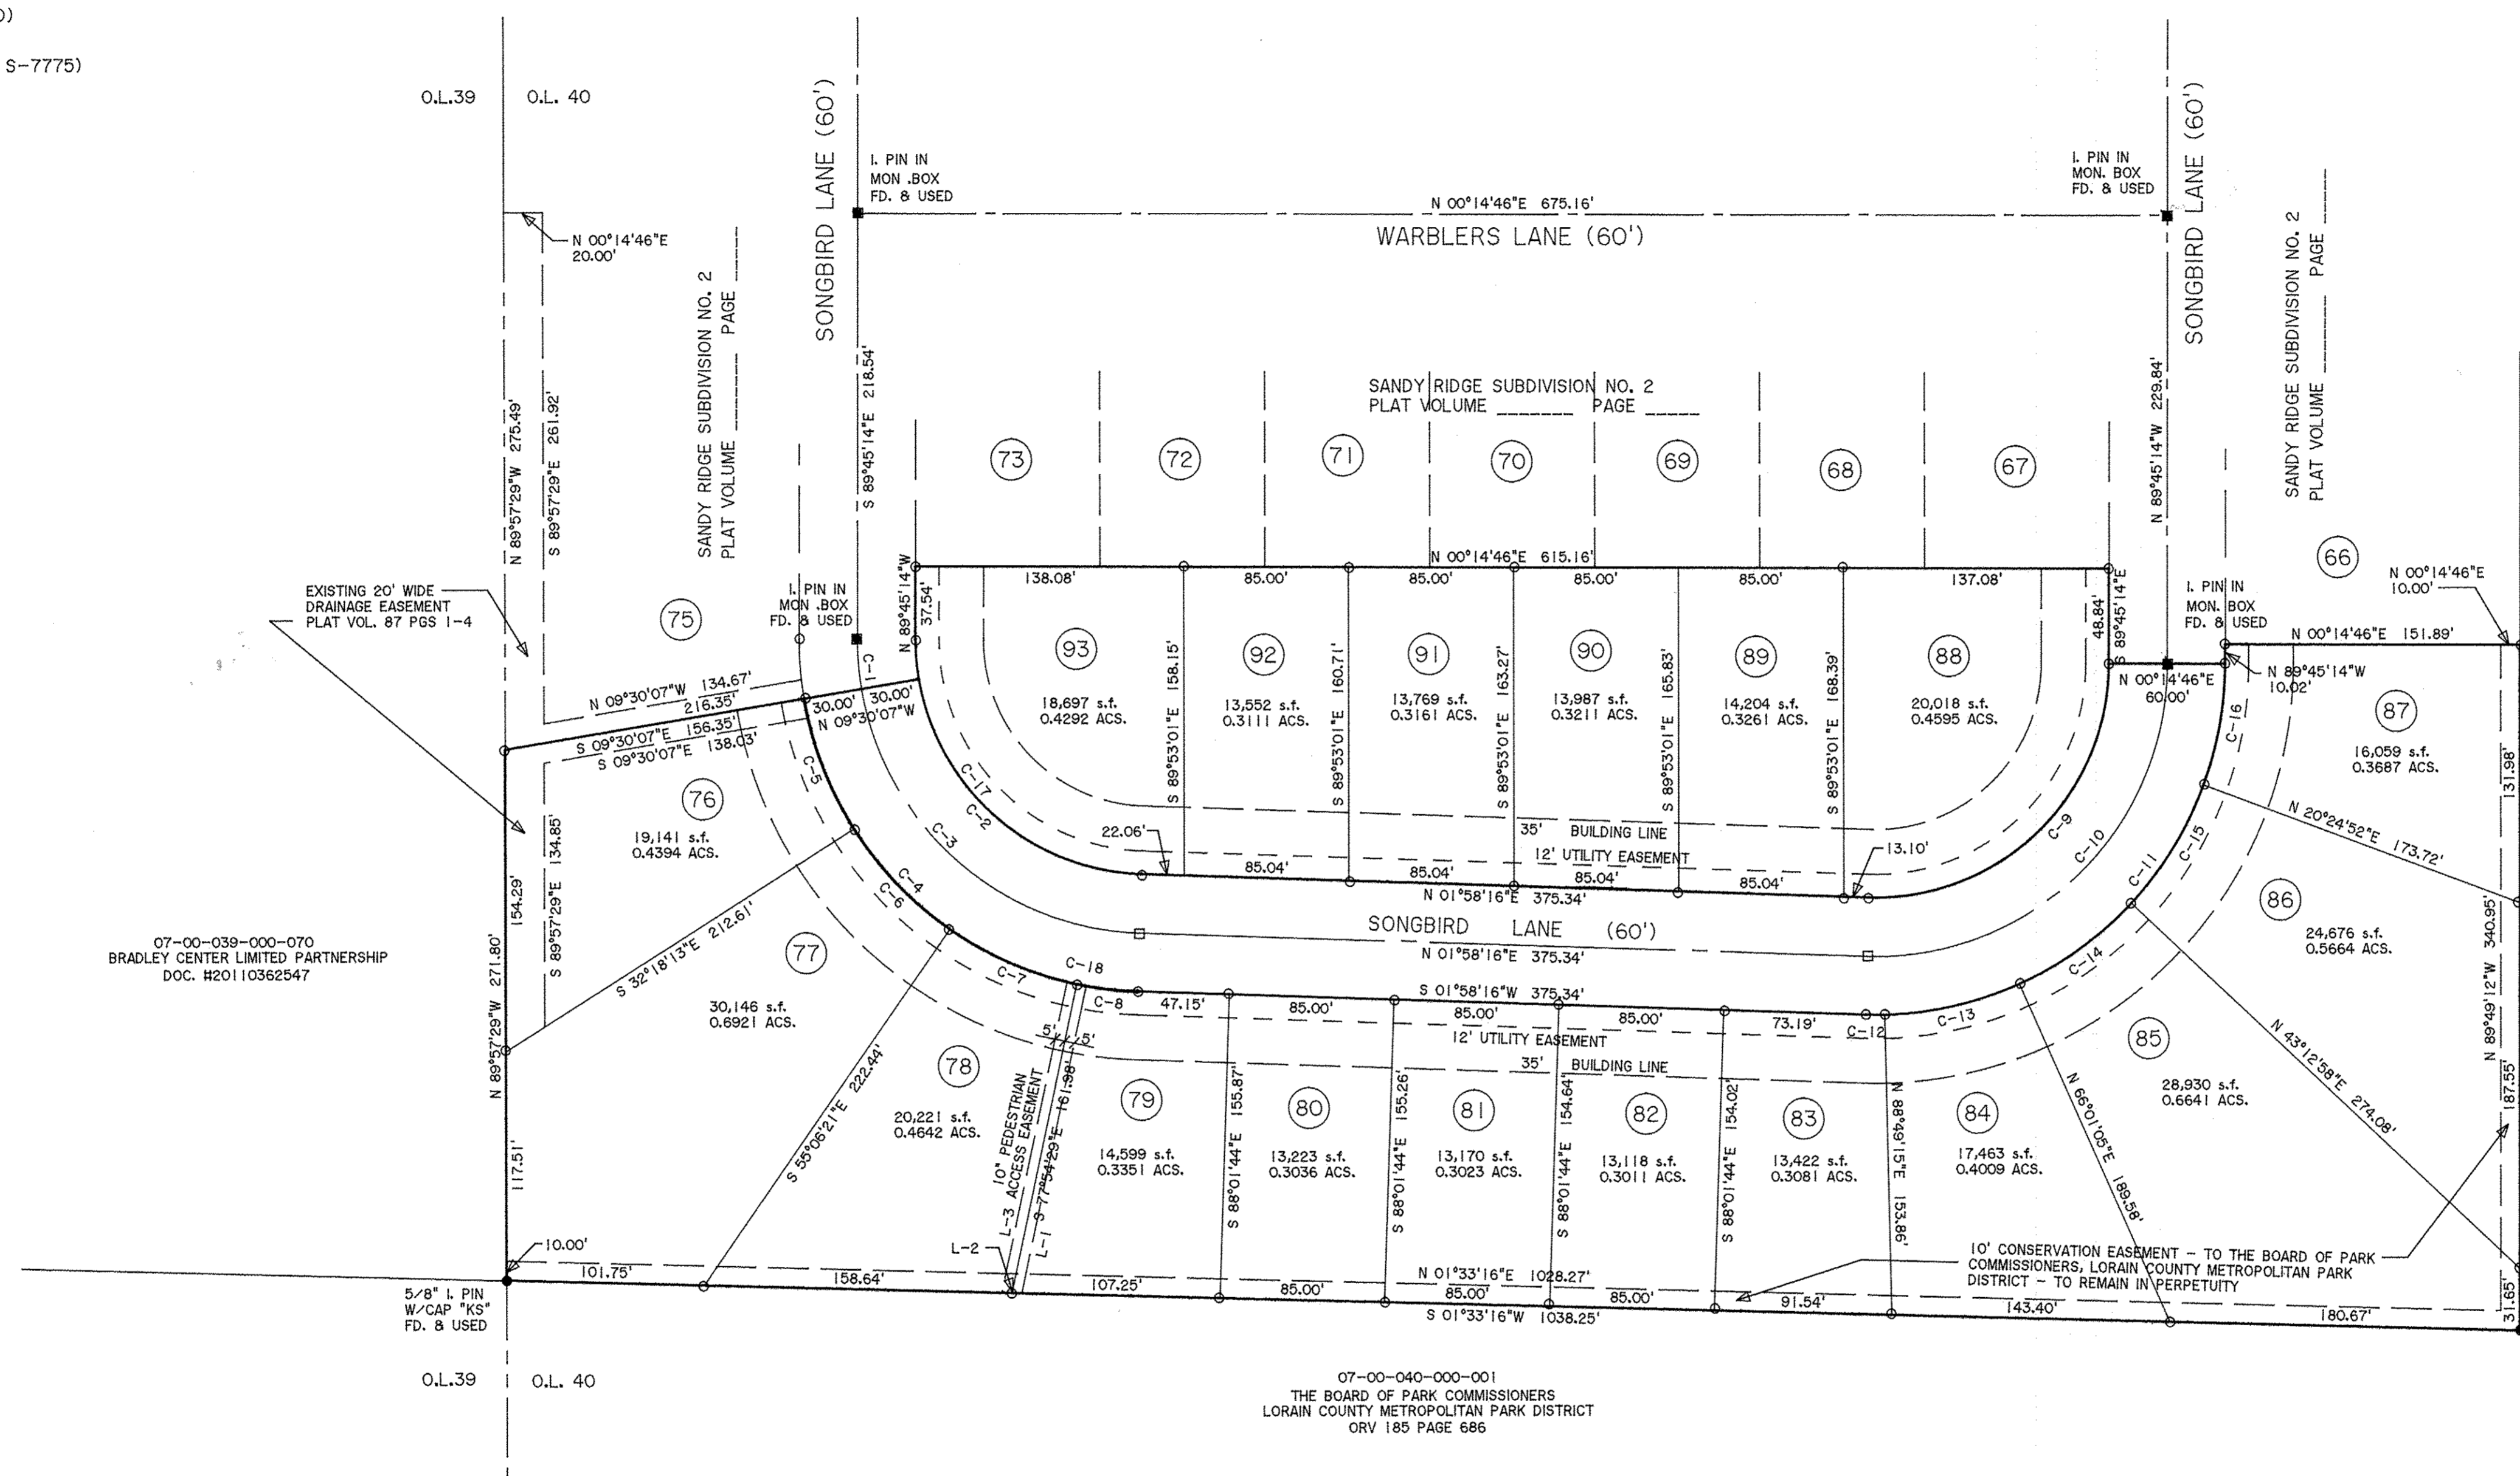 )
S-7775)
O.L.39
O.L. 40
SONGBIRD LANE (60')
I. PIN IN
MON .BOX
FD. & USED
N 00°14'46"E 675.16'
WARBLERS LANE (60')
I. PIN IN
MON. BOX
FD. & USED
SONGBIRD LANE (60')
N 00°14'46"E
20.00'
SANDY RIDGE SUBDIVISION NO. 2
PLAT VOLUME ______ PAGE ______
SANDY RIDGE SUBDIVISION NO. 2
PLAT VOLUME ______ PAGE ______
S 89°45'14"E 218.54'
N 89°45'14"W 229.84'
N 89°57'29"W 275.49'
S 89°57'29"E 261.92'
SANDY RIDGE SUBDIVISION NO. 2
PLAT VOLUME _______ PAGE _____
73
72
71
70
69
68
67
66
75
N 00°14'46"E 615.16'
138.08'
85.00'
85.00'
85.00'
85.00'
137.08'
N 89°45'14"W
37.54'
48.84'
S 89°45'14"E
I. PIN IN
MON .BOX
FD. & USED
I. PIN IN
MON. BOX
FD. & USED
N 00°14'46"E
10.00'
N 00°14'46"E 151.89'
N 89°45'14"W
10.02'
N 00°14'46"E
60.00'
EXISTING 20' WIDE
DRAINAGE EASEMENT
PLAT VOL. 87 PGS 1-4
N 09°30'07"W 134.67'
216.35'
S 09°30'07"E 156.35'
S 09°30'07"E 138.03'
30.00' 30.00'
N 09°30'07"W
C-1
93
18,697 s.f.
0.4292 ACS.
S 89°53'01"E 158.15'
92
13,552 s.f.
0.3111 ACS.
S 89°53'01"E 160.71'
91
13,769 s.f.
0.3161 ACS.
S 89°53'01"E 163.27'
90
13,987 s.f.
0.3211 ACS.
S 89°53'01"E 165.83'
89
14,204 s.f.
0.3261 ACS.
S 89°53'01"E 168.39'
88
20,018 s.f.
0.4595 ACS.
87
16,059 s.f.
0.3687 ACS.
C-16
131.98'
C-5
C-17
C-2
C-3
C-4
C-6
C-7
C-18
C-8
C-9
C-10
C-11
C-15
C-14
C-13
C-12
76
19,141 s.f.
0.4394 ACS.
154.29'
S 89°57'29"E 134.85'
35' BUILDING LINE
12' UTILITY EASEMENT
22.06'
13.10'
85.04'
85.04'
85.04'
85.04'
N 01°58'16"E 375.34'
SONGBIRD LANE (60')
N 01°58'16"E 375.34'
S 01°58'16"W 375.34'
47.15'
85.00'
85.00'
85.00'
73.19'
12' UTILITY EASEMENT
35' BUILDING LINE
N 20°24'52"E 173.72'
86
24,676 s.f.
0.5664 ACS.
N 89°49'12"W 340.95'
187.55'
07-00-039-000-070
BRADLEY CENTER LIMITED PARTNERSHIP
DOC. #20110362547
N 89°57'29"W 271.80'
S 32°18'13"E 212.61'
77
30,146 s.f.
0.6921 ACS.
S 55°06'21"E 222.44'
78
20,221 s.f.
0.4642 ACS.
5'
5'
10" PEDESTRIAN
ACCESS EASEMENT
L-3
L-1 S 77°54'29"E 161.98'
L-2
79
14,599 s.f.
0.3351 ACS.
S 88°01'44"E 155.87'
80
13,223 s.f.
0.3036 ACS.
S 88°01'44"E 155.26'
81
13,170 s.f.
0.3023 ACS.
S 88°01'44"E 154.64'
82
13,118 s.f.
0.3011 ACS.
S 88°01'44"E 154.02'
83
13,422 s.f.
0.3081 ACS.
N 88°49'15"E 153.86'
84
17,463 s.f.
0.4009 ACS.
N 66°01'05"E 189.58'
85
28,930 s.f.
0.6641 ACS.
N 43°12'58"E 274.08'
117.51'
10.00'
10' CONSERVATION EASEMENT - TO THE BOARD OF PARK
COMMISSIONERS, LORAIN COUNTY METROPOLITAN PARK
DISTRICT - TO REMAIN IN PERPETUITY
101.75'
158.64'
107.25'
85.00'
N 01°33'16"E 1028.27'
85.00'
85.00'
91.54'
143.40'
180.67'
31.65'
S 01°33'16"W 1038.25'
5/8" I. PIN
W/CAP "KS"
FD. & USED
O.L.39
O.L. 40
07-00-040-000-001
THE BOARD OF PARK COMMISSIONERS
LORAIN COUNTY METROPOLITAN PARK DISTRICT
ORV 185 PAGE 686